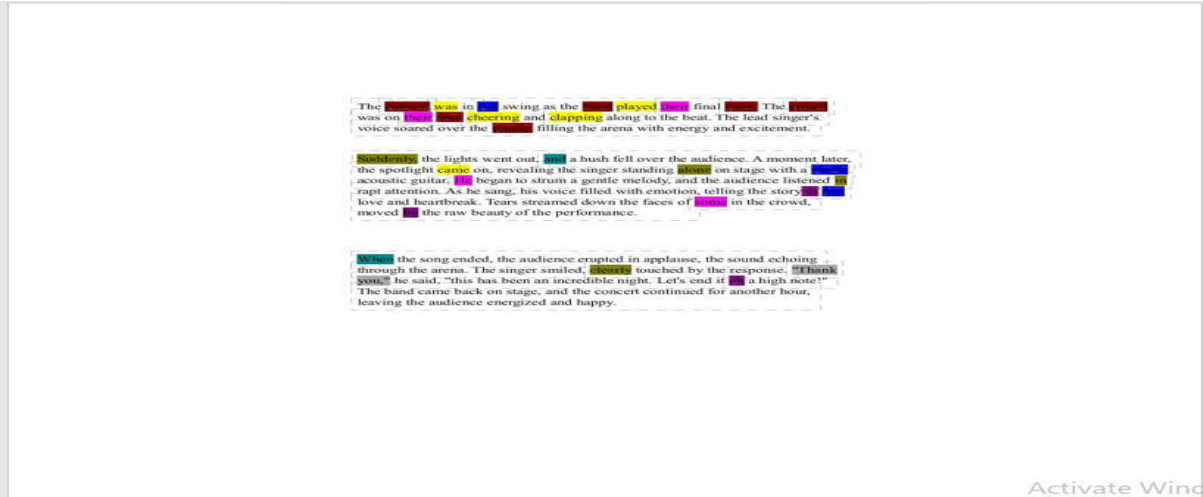 The concert was in full swing as the band played their final song. The crowd
was on their feet cheering and clapping along to the beat. The lead singer's
voice soared over the music, filling the arena with energy and excitement.
Suddenly, the lights went out, and a hush fell over the audience. A moment later,
the spotlight came on, revealing the singer standing alone on stage with a
acoustic guitar. He began to strum a gentle melody, and the audience listened in
rapt attention. As he sang, his voice filled with emotion, telling the story of
love and heartbreak. Tears streamed down the faces of some in the crowd,
moved by the raw beauty of the performance.
When the song ended, the audience erupted in applause, the sound echoing
through the arena. The singer smiled, clearly touched by the response. "Thank
you," he said, "this has been an incredible night. Let's end if on a high note!"
The band came back on stage, and the concert continued for another hour,
leaving the audience energized and happy.
Activate Wind